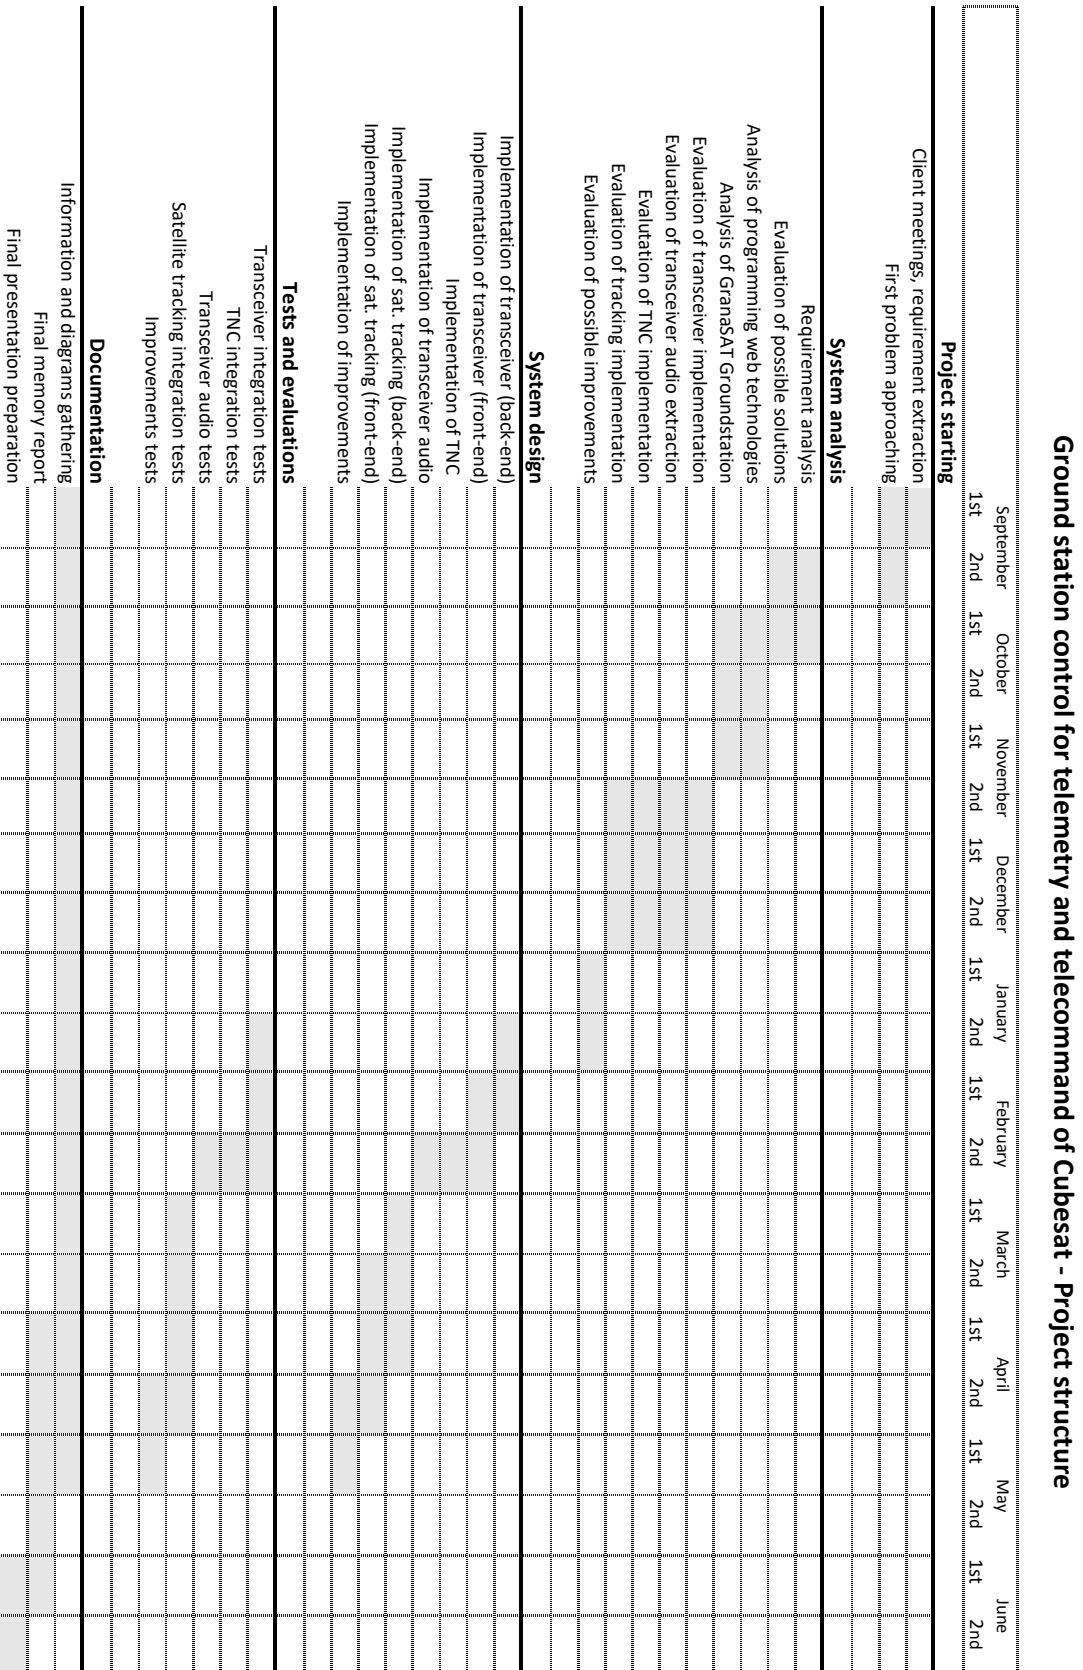 Ground station control for telemetry and telecommand of Cubesat - Project structure
September October November December January February March April May June
1st 2nd 1st 2nd 1st 2nd 1st 2nd 1st 2nd 1st 2nd 1st 2nd 1st 2nd 1st 2nd 1st 2nd
Project starting
Client meetings, requirement extraction
First problem approaching
System analysis
Requirement analysis
Evaluation of possible solutions
Analysis of programming web technologies
Analysis of GranaSAT Groundstation
Evaluation of transceiver implementation
Evaluation of transceiver audio extraction
Evalutation of TNC implementation
Evaluation of tracking implementation
Evaluation of possible improvements
System design
Implementation of transceiver (back-end)
Implementation of transceiver (front-end)
Implementation of TNC
Implementation of transceiver audio
Implementation of sat. tracking (back-end)
Implementation of sat. tracking (front-end)
Implementation of improvements
Tests and evaluations
Transceiver integration tests
TNC integration tests
Transceiver audio tests
Satellite tracking integration tests
Improvements tests
Documentation
Information and diagrams gathering
Final memory report
Final presentation preparation